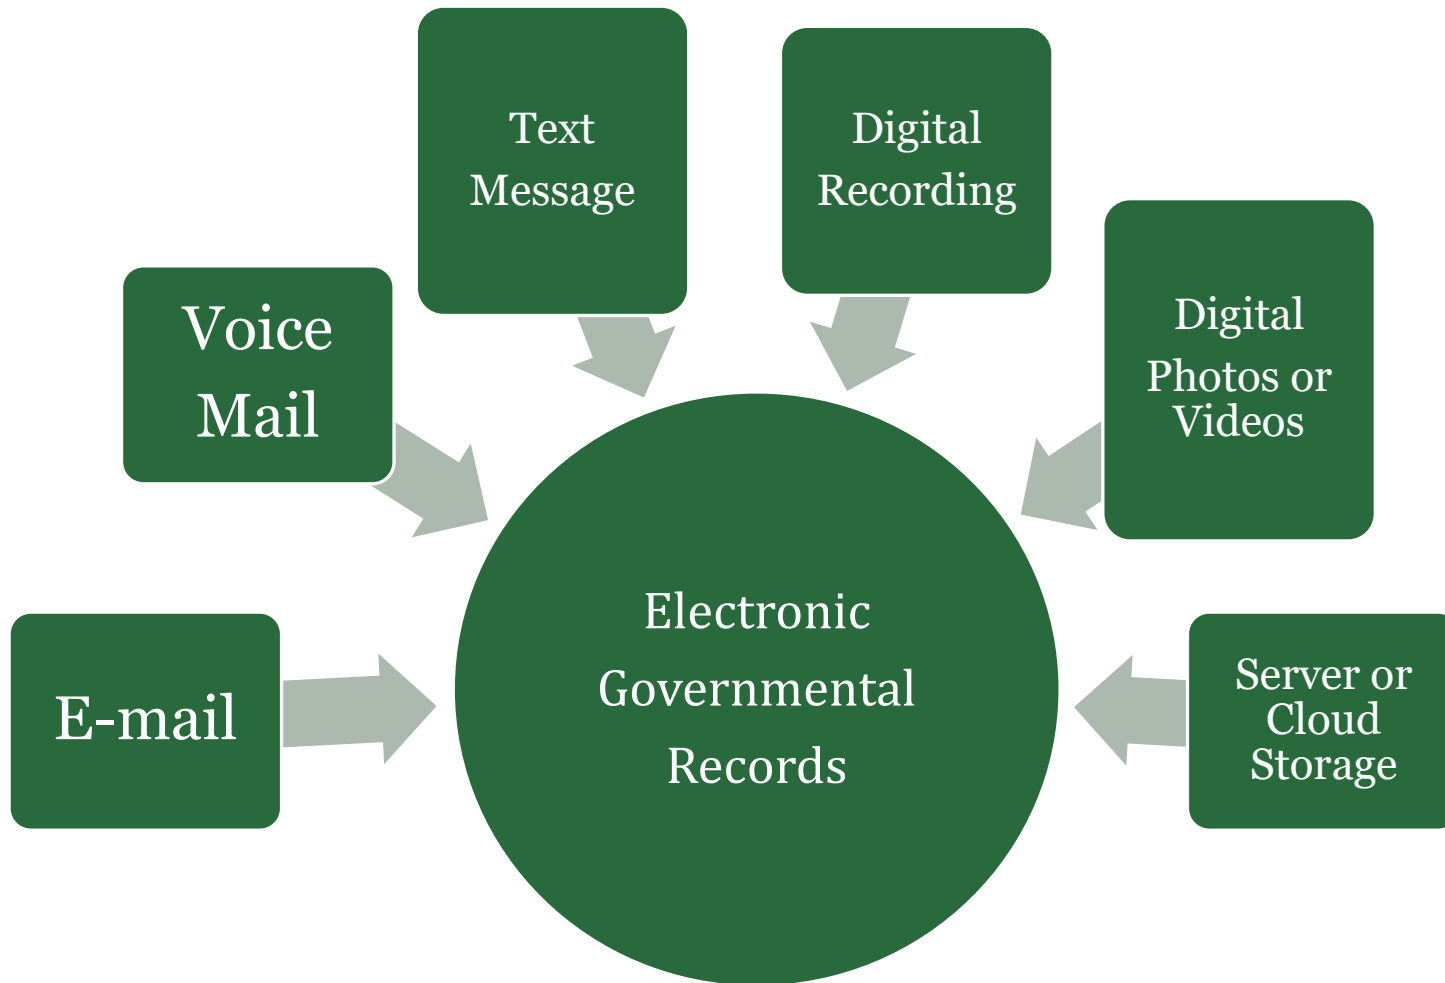 Text
Message
Digital
Recording
Voice
Mail
Digital
Photos or
Videos
E-mail
Electronic
Governmental
Records
Server or
Cloud
Storage